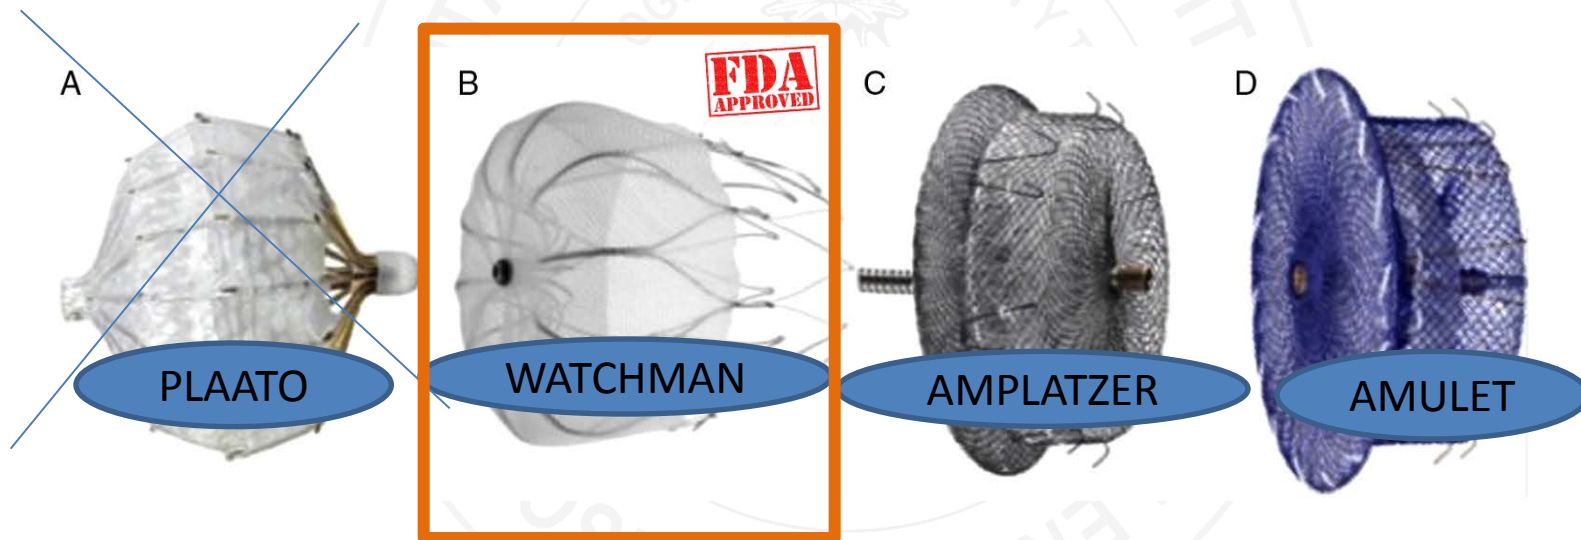 A
B
FDA
APPROVED
C
D
PLAATO
WATCHMAN
AMPLATZER
AMULET